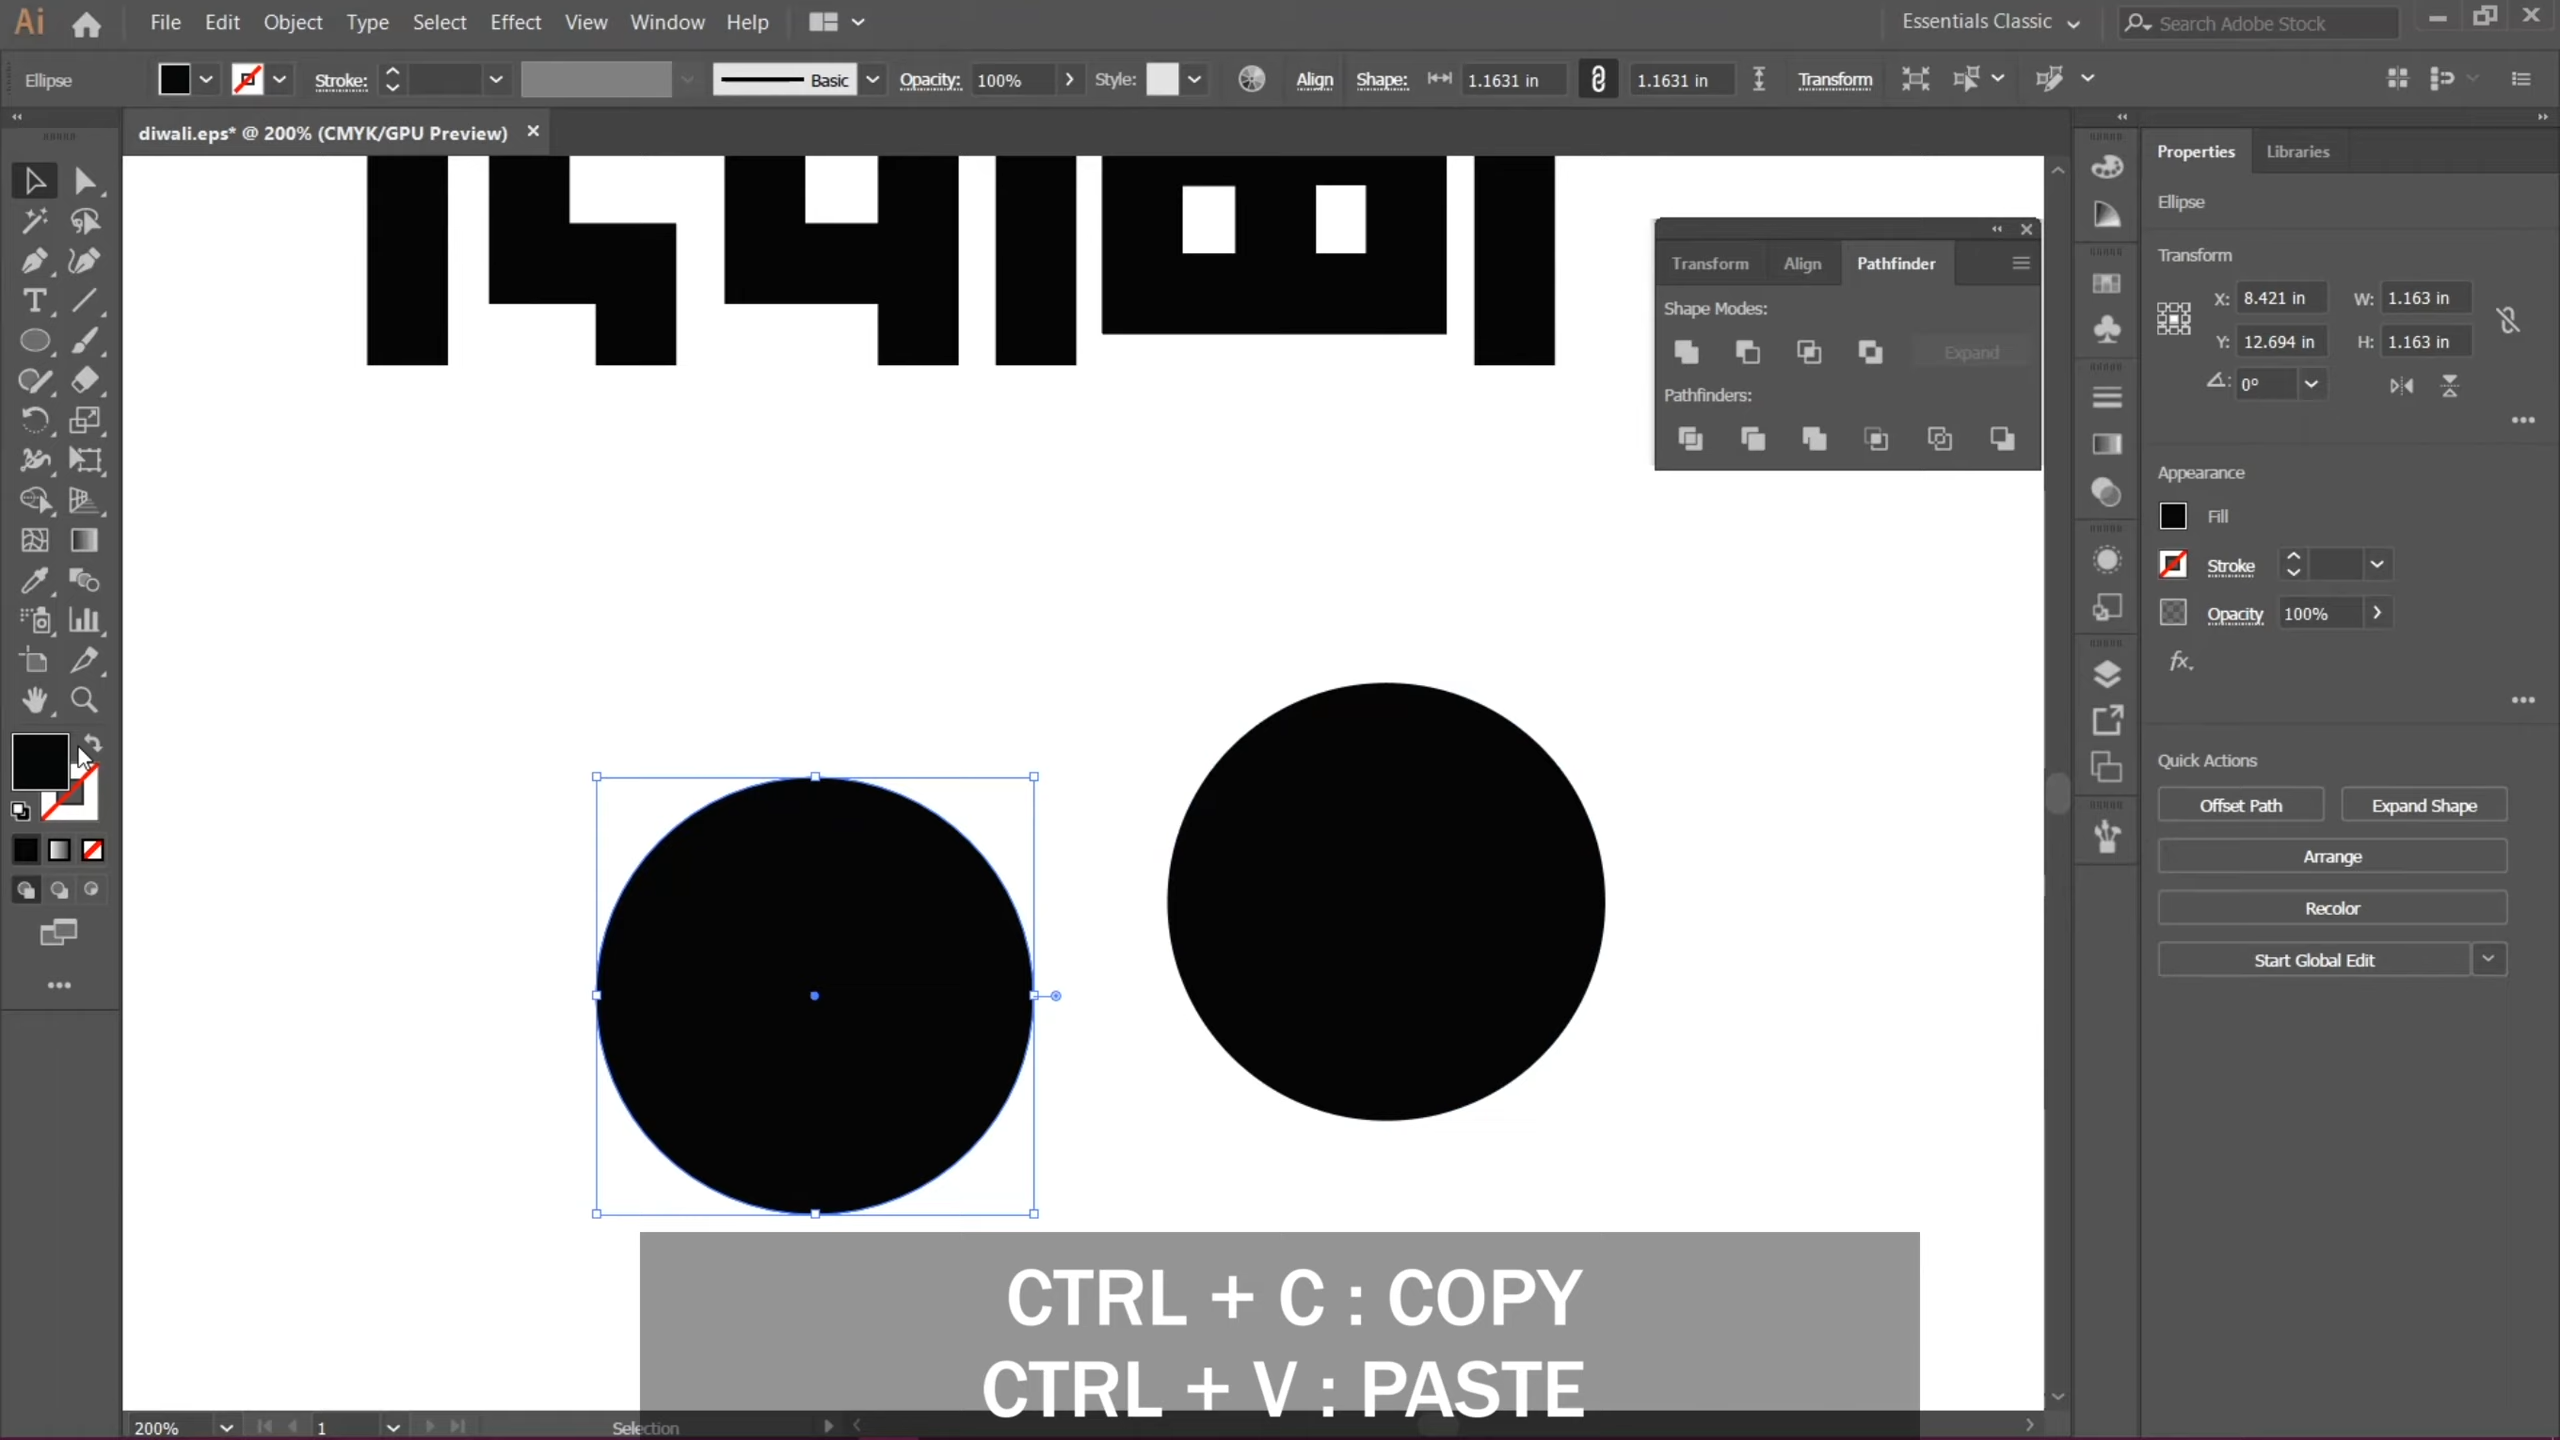 Ai
File Edit Object Type Select Effect View Window Help
Essentials Classic
Search Adobe Stock
Ellipse
Stroke:
Basic
Opacity: 100%
Style:
Align
Shape:
1.1631 in
1.1631 in
Transform
diwali.eps* @ 200% (CMYK/GPU Preview)
Transform Align Pathfinder
Shape Modes:
Expand
Pathfinders:
Properties Libraries
Ellipse
Transform
X: 8.421 in W: 1.163 in
Y: 12.694 in H: 1.163 in
0°
Appearance
Fill
Stroke
Opacity 100%
fx
Quick Actions
Offset Path Expand Shape
Arrange
Recolor
Start Global Edit
CTRL + C : COPY
CTRL + V : PASTE
200% 1 Selection